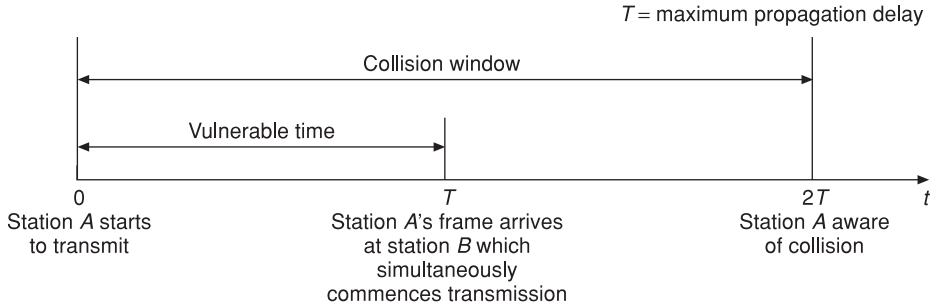 T = maximum propagation delay
Collision window
Vulnerable time
0
T
2T
t
Station A starts
to transmit
Station A's frame arrives
at station B which
simultaneously
commences transmission
Station A aware
of collision